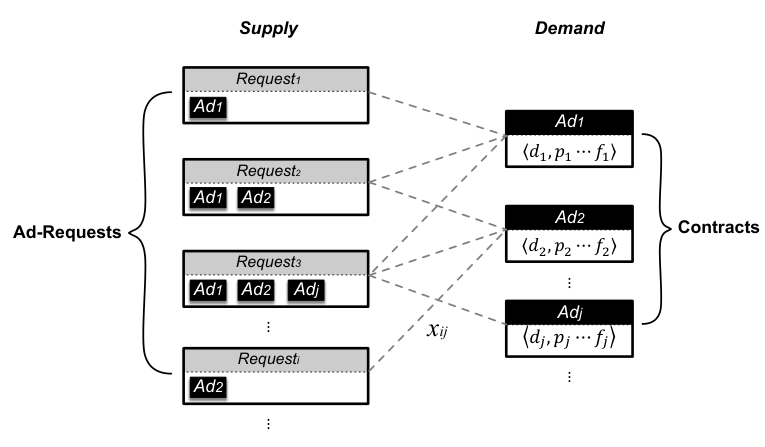 Supply
Demand
Request1
Ad1
Request2
Ad1 Ad2
Request3
Ad1 Ad2 Adj
⋮
Requesti
Ad2
⋮
Ad-Requests
xij
Ad1
⟨d1, p1 ⋯ f1⟩
Ad2
⟨d2, p2 ⋯ f2⟩
⋮
Adj
⟨dj, pj ⋯ fj⟩
⋮
Contracts